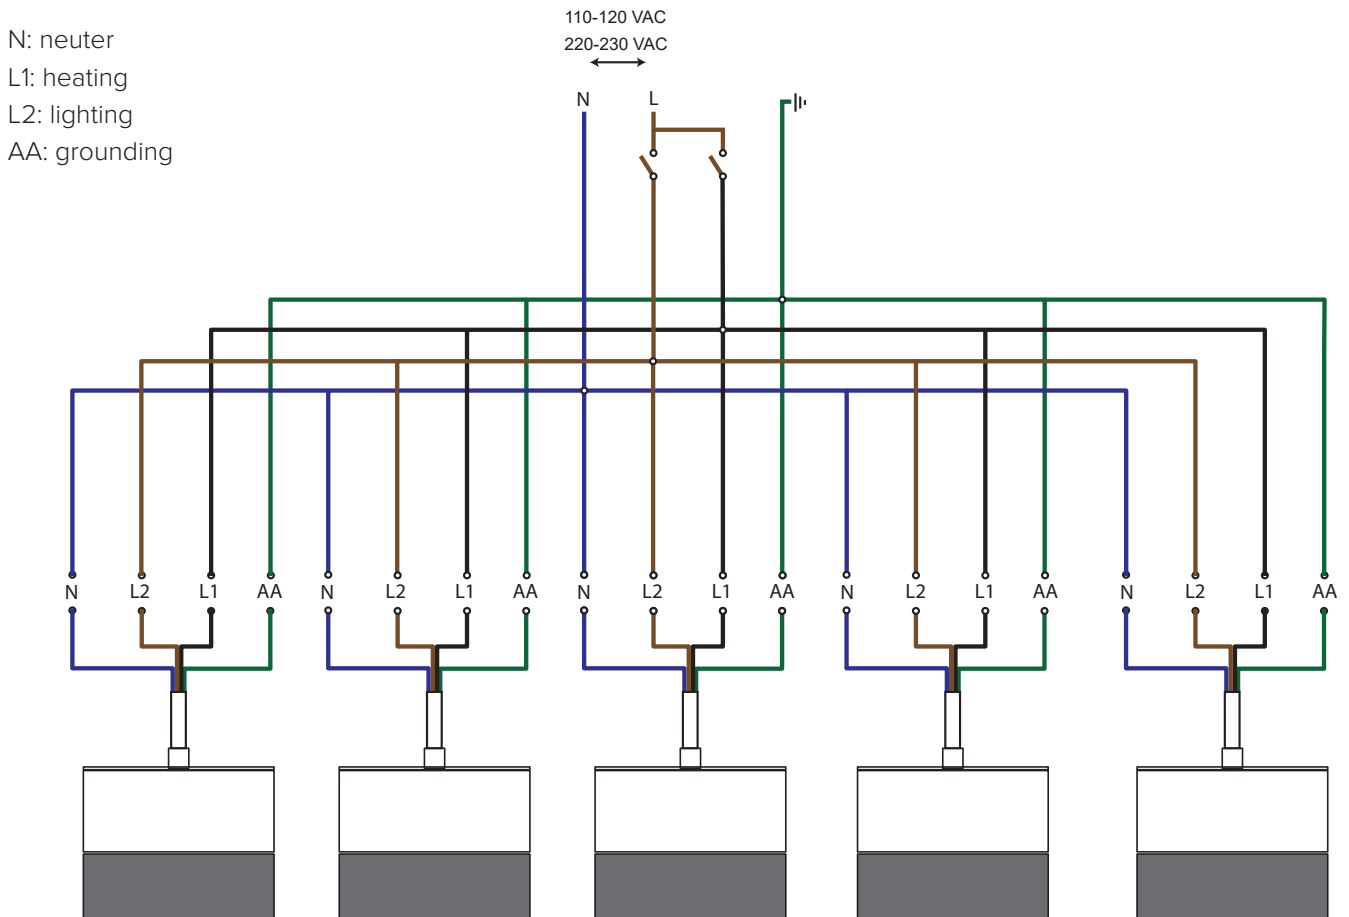 110-120 VAC
220-230 VAC
N: neuter
L1: heating
L2: lighting
AA: grounding
N L
N L2 L1 AA N L2 L1 AA N L2 L1 AA N L2 L1 AA N L2 L1 AA